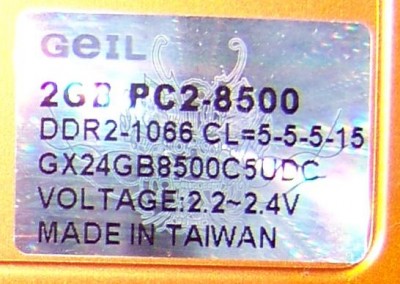 GEIL
2GB PC2-8500
DDR2-1066 CL=5-5-5-15
GX24GB8500C5UDC
VOLTAGE:2.2~2.4V
MADE IN TAIWAN